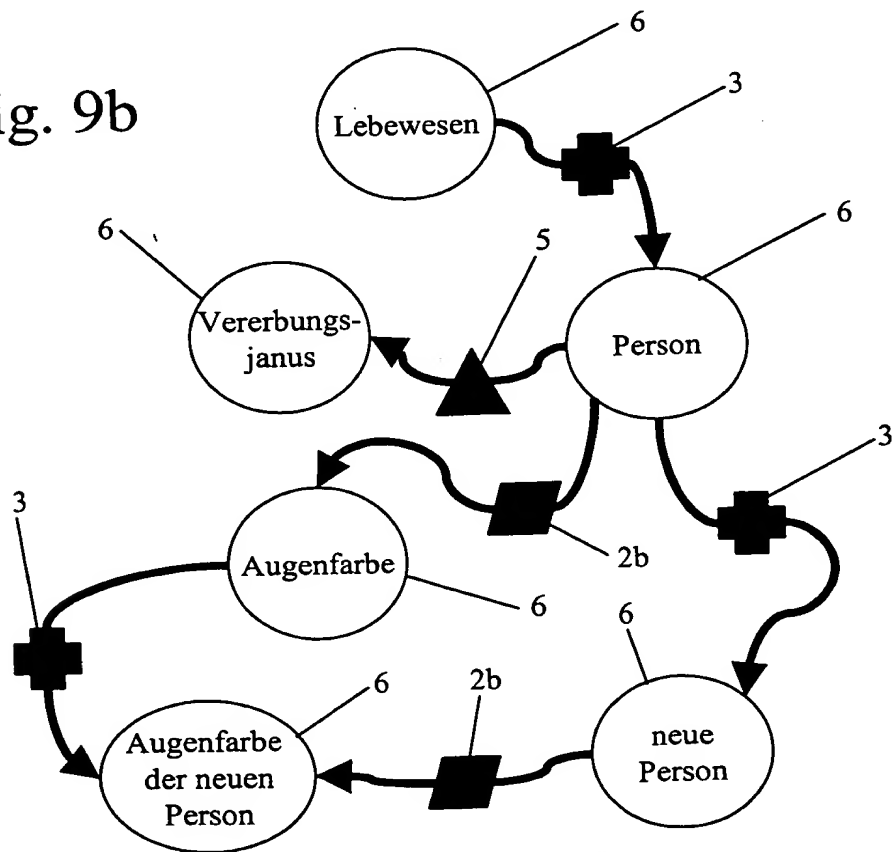 ig. 9b
6
Lebewesen
3
6
6
5
Vererbungs-
janus
Person
3
3
2b
Augenfarbe
6
6
6
2b
Augenfarbe
der neuen
Person
neue
Person